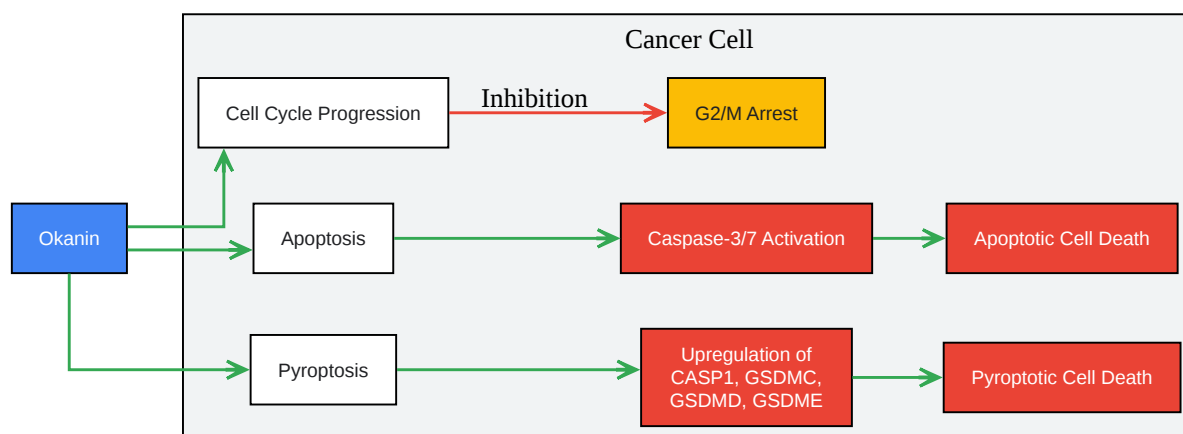 Cancer Cell
Cell Cycle Progression
Inhibition
G2/M Arrest
Okanin
Apoptosis
Caspase-3/7 Activation
Apoptotic Cell Death
Pyroptosis
Upregulation of
CASP1, GSDMC,
GSDMD, GSDME
Pyroptotic Cell Death